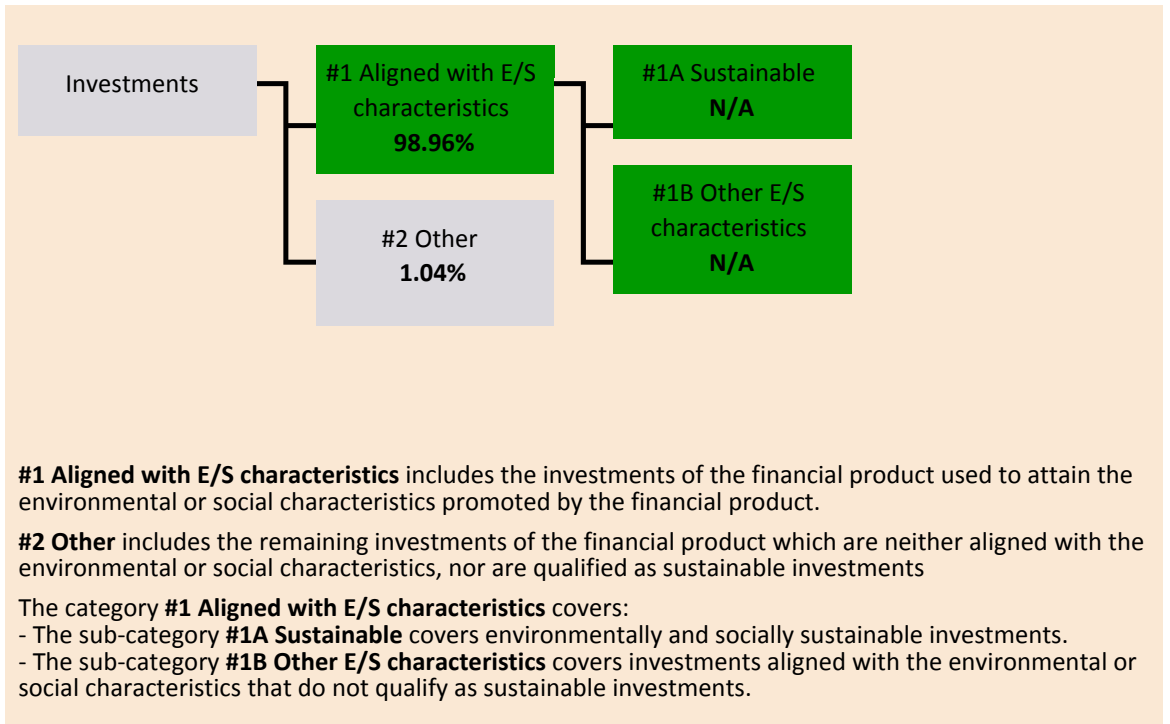 Investments
#1 Aligned with E/S
characteristics
98.96%
#2 Other
1.04%
#1A Sustainable
N/A
#1B Other E/S
characteristics
N/A
#1 Aligned with E/S characteristics includes the investments of the financial product used to attain the
environmental or social characteristics promoted by the financial product.
#2 Other includes the remaining investments of the financial product which are neither aligned with the
environmental or social characteristics, nor are qualified as sustainable investments
The category #1 Aligned with E/S characteristics covers:
- The sub-category #1A Sustainable covers environmentally and socially sustainable investments.
- The sub-category #1B Other E/S characteristics covers investments aligned with the environmental or
social characteristics that do not qualify as sustainable investments.